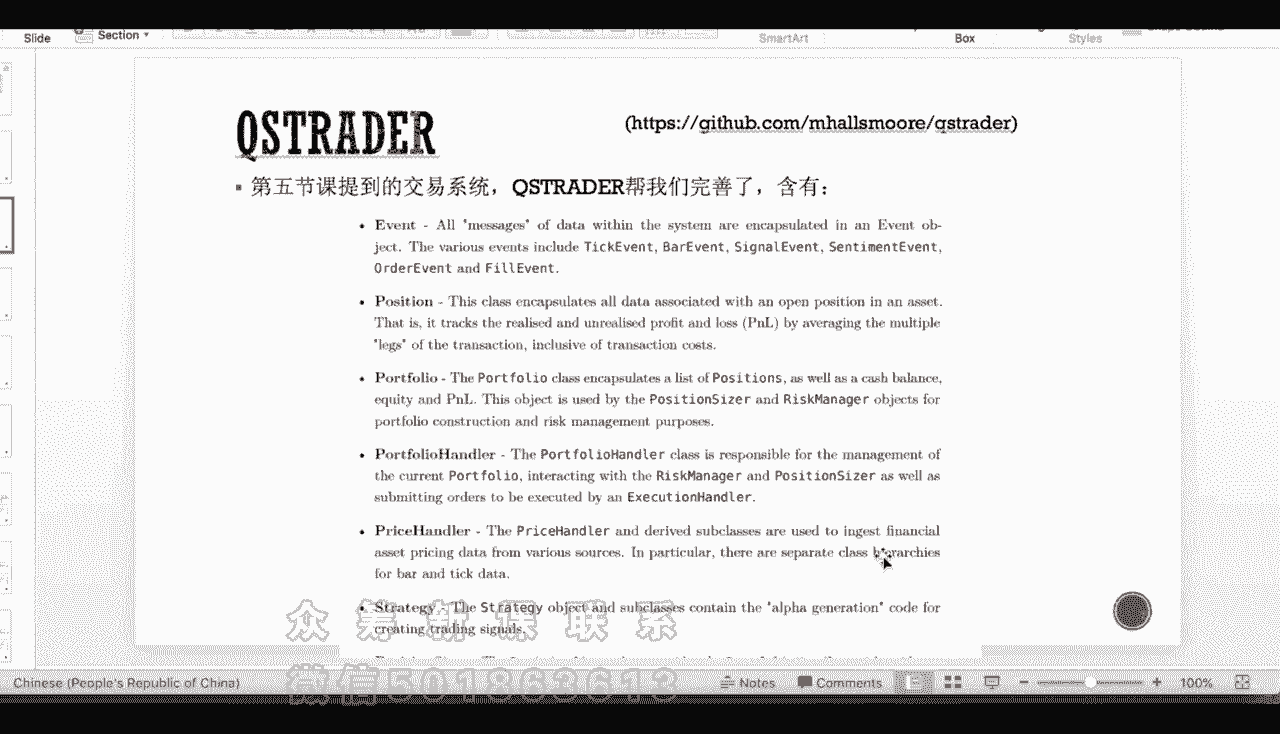 Slide
Section
SmartArt
Box
Styles
QSTRADER
(https://github.com/mhallsmoore/qstrader)
▪ 第五节课提到的交易系统，QSTRADER帮我们完善了，含有：
• Event - All "messages" of data within the system are encapsulated in an Event ob-
ject. The various events include TickEvent, BarEvent, SignalEvent, SentimentEvent,
OrderEvent and FillEvent.
• Position - This class encapsulates all data associated with an open position in an asset.
That is, it tracks the realised and unrealised profit and loss (PnL) by averaging the multiple
"legs" of the transaction, inclusive of transaction costs.
• Portfolio - The Portfolio class encapsulates a list of Positions, as well as a cash balance,
equity and PnL. This object is used by the PositionSizer and RiskManager objects for
portfolio construction and risk management purposes.
• PortfolioHandler - The PortfolioHandler class is responsible for the management of
the current Portfolio, interacting with the RiskManager and PositionSizer as well as
submitting orders to be executed by an ExecutionHandler.
• PriceHandler - The PriceHandler and derived subclasses are used to ingest financial
asset pricing data from various sources. In particular, there are separate class hierarchies
for bar and tick data.
• Strategy - The Strategy object and subclasses contain the "alpha generation" code for
creating trading signals.
众筹新课联系
微信501863613
Chinese (People's Republic of China)
Notes
Comments
100%